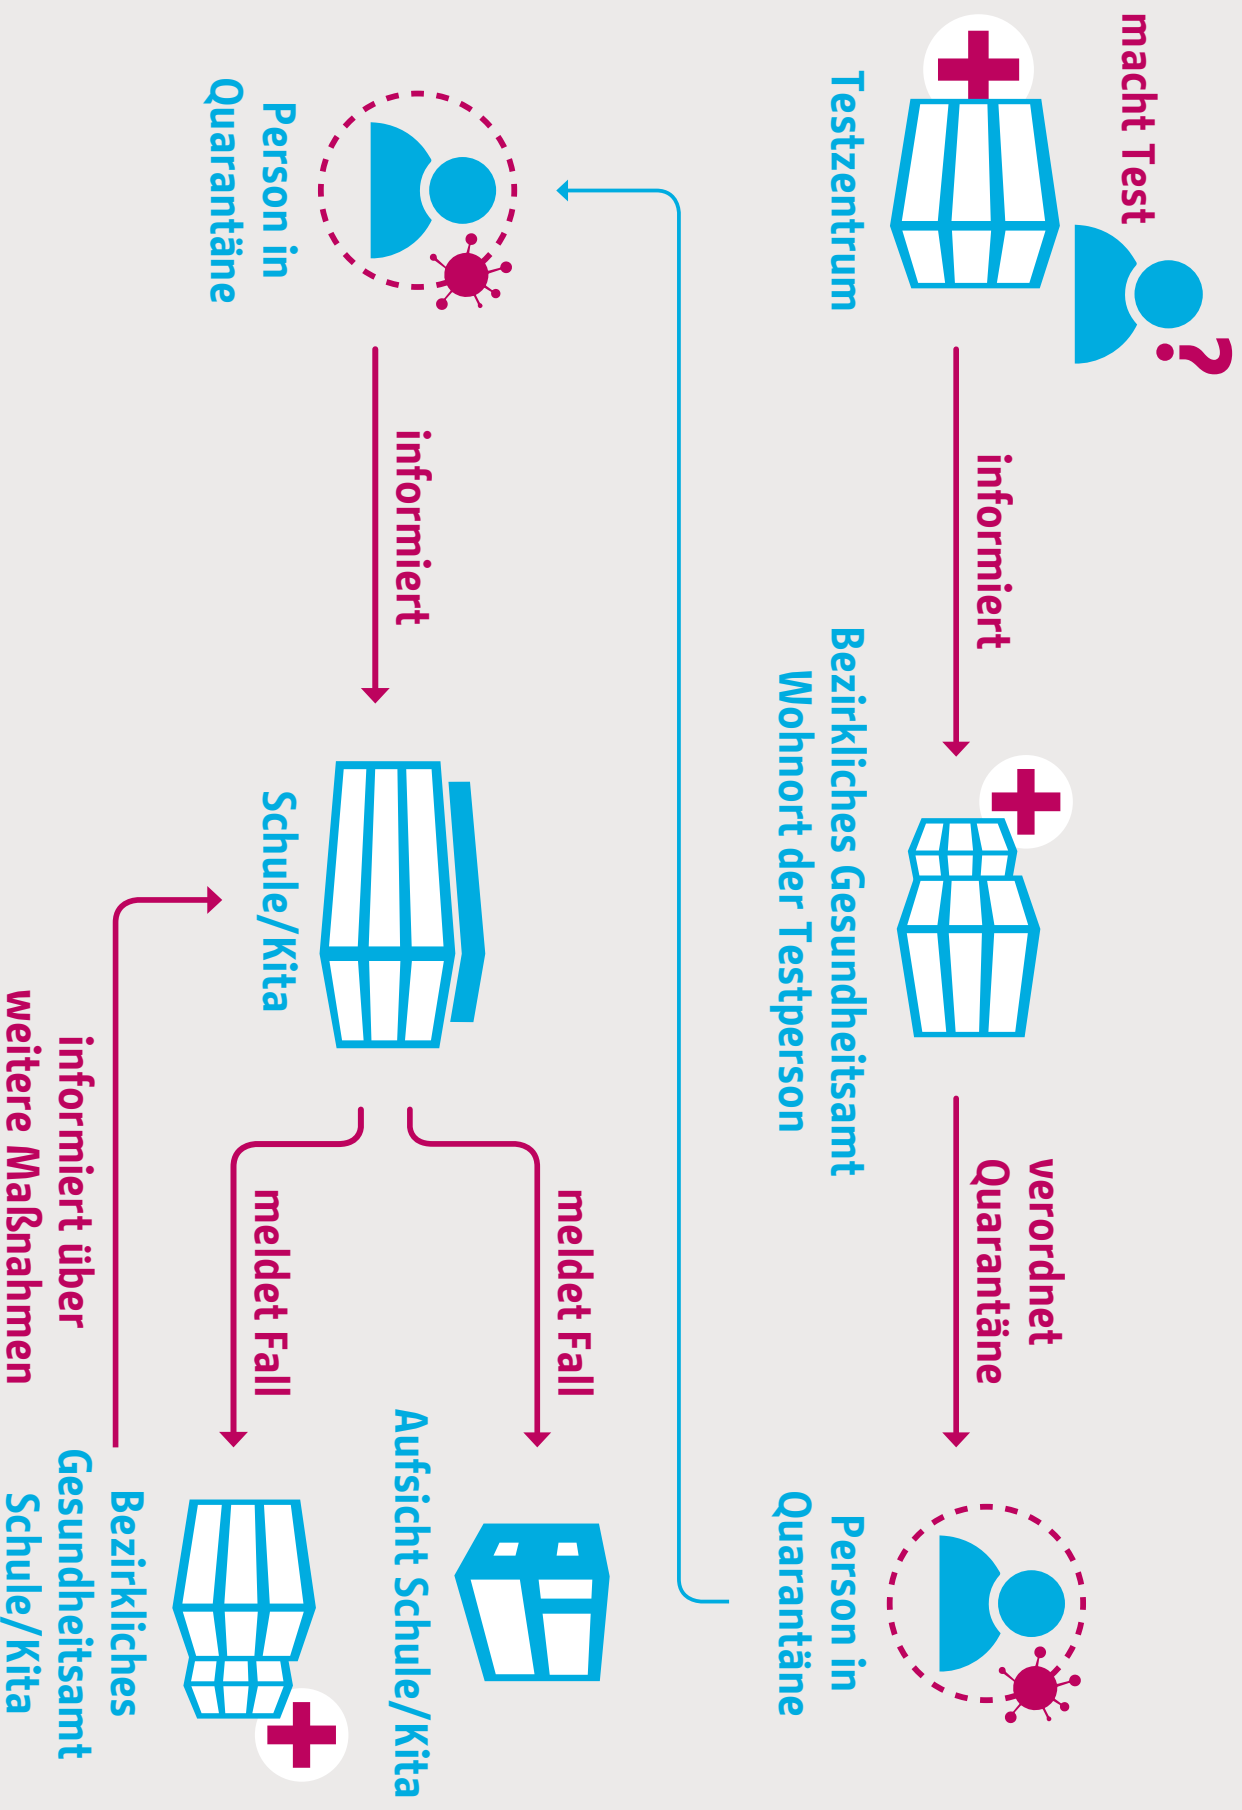 macht Test
?
Testzentrum
informiert
Bezirkliches Gesundheitsamt
Wohnort der Testperson
verordnet
Quarantäne
Person in
Quarantäne
Person in
Quarantäne
informiert
Schule/Kita
meldet Fall
Aufsicht Schule/Kita
meldet Fall
Bezirkliches
Gesundheitsamt
Schule/Kita
informiert über
weitere Maßnahmen